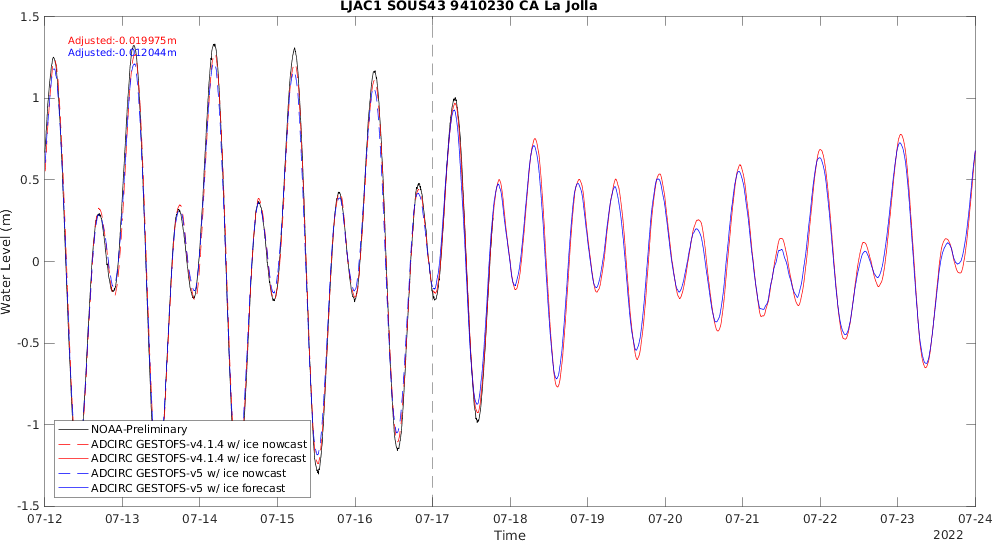 LJAC1 SOUS43 9410230 CA La Jolla
Adjusted:-0.019975m
Adjusted:-0.012044m
Water Level (m)
1.5
1
0.5
0
-0.5
-1
-1.5
NOAA-Preliminary
ADCIRC GESTOFS-v4.1.4 w/ ice nowcast
ADCIRC GESTOFS-v4.1.4 w/ ice forecast
ADCIRC GESTOFS-v5 w/ ice nowcast
ADCIRC GESTOFS-v5 w/ ice forecast
07-12 07-13 07-14 07-15 07-16 07-17 07-18 07-19 07-20 07-21 07-22 07-23 07-24
Time
2022